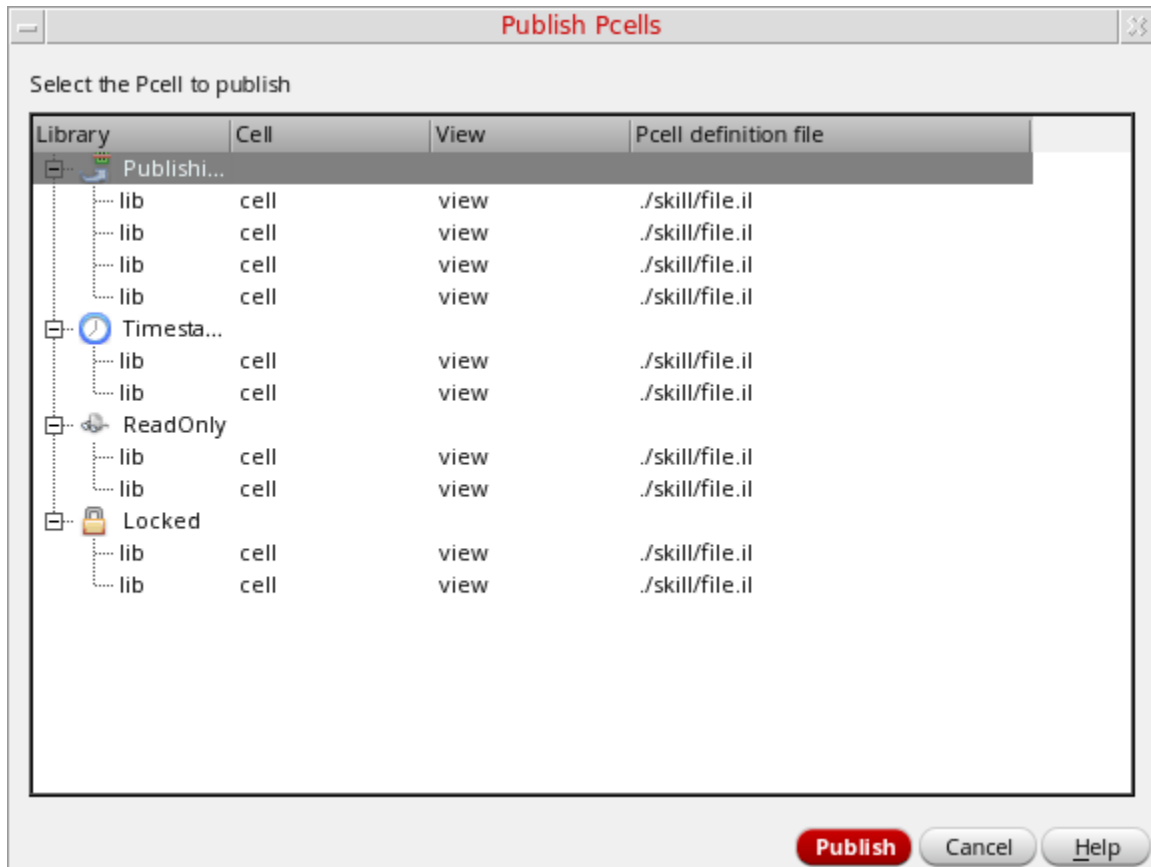 Publish Pcells
Select the Pcell to publish
Library Cell View Pcell definition file
Publishi...
lib cell view ./skill/file.il
lib cell view ./skill/file.il
lib cell view ./skill/file.il
lib cell view ./skill/file.il
Timesta...
lib cell view ./skill/file.il
lib cell view ./skill/file.il
ReadOnly
lib cell view ./skill/file.il
lib cell view ./skill/file.il
Locked
lib cell view ./skill/file.il
lib cell view ./skill/file.il
Publish Cancel Help